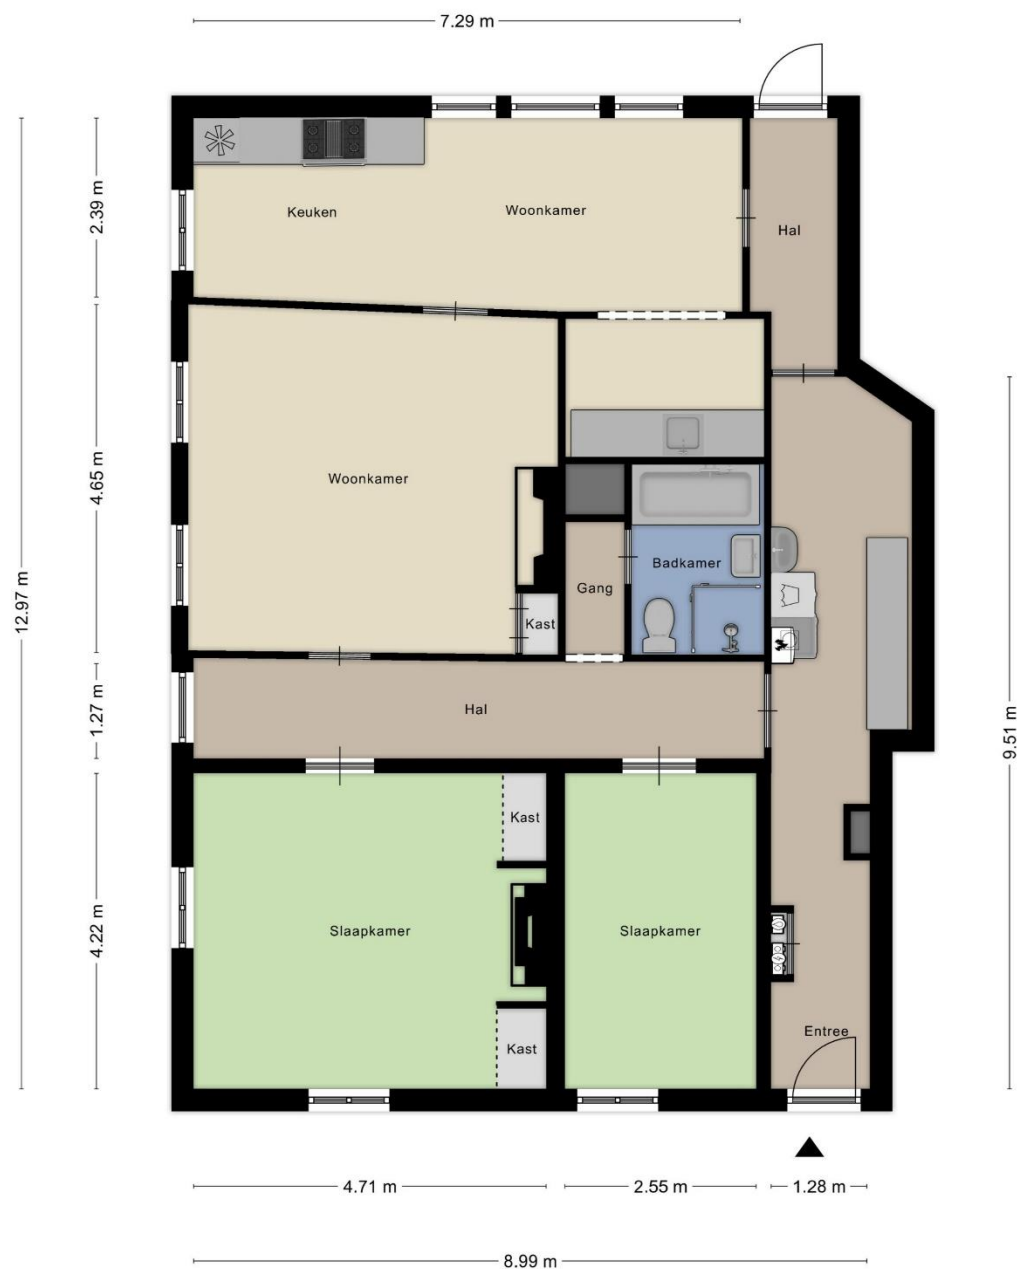 7.29 m
2.39 m
Keuken
Woonkamer
Hal
4.65 m
Woonkamer
Badkamer
Gang
Kast
12.97 m
1.27 m
Hal
9.51 m
Kast
4.22 m
Slaapkamer
Slaapkamer
Entree
Kast
4.71 m
2.55 m
1.28 m
8.99 m